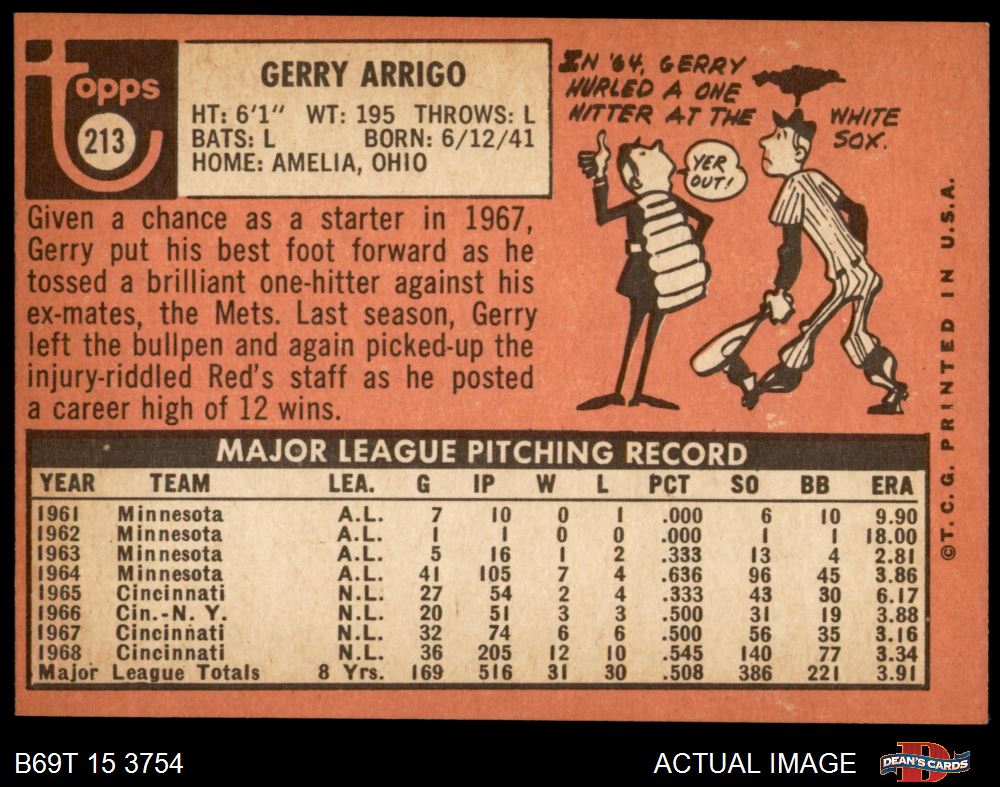 Topps
213
GERRY ARRIGO
HT: 6'1" WT: 195 THROWS: L
BATS: L BORN: 6/12/41
HOME: AMELIA, OHIO
IN '64, GERRY
HURLED A ONE
HITTER AT THE WHITE
SOX.
YER
OUT!
Given a chance as a starter in 1967,
Gerry put his best foot forward as he
tossed a brilliant one-hitter against his
ex-mates, the Mets. Last season, Gerry
left the bullpen and again picked-up the
injury-riddled Red's staff as he posted
a career high of 12 wins.
MAJOR LEAGUE PITCHING RECORD
YEAR TEAM LEA. G IP W L PCT SO BB ERA
1961 Minnesota A.L. 7 10 0 1 .000 6 10 9.90
1962 Minnesota A.L. 1 1 0 0 .000 1 1 18.00
1963 Minnesota A.L. 5 16 1 2 .333 13 4 2.81
1964 Minnesota A.L. 41 105 7 4 .636 96 45 3.86
1965 Cincinnati N.L. 27 54 2 4 .333 43 30 6.17
1966 Cin.-N. Y. N.L. 20 51 3 3 .500 31 19 3.88
1967 Cincinnati N.L. 32 74 6 6 .500 56 35 3.16
1968 Cincinnati N.L. 36 205 12 10 .545 140 77 3.34
Major League Totals 8 Yrs. 169 516 31 30 .508 386 221 3.91
©T. C. G. PRINTED IN U.S.A.
B69T 15 3754
ACTUAL IMAGE
DEAN'S CARDS